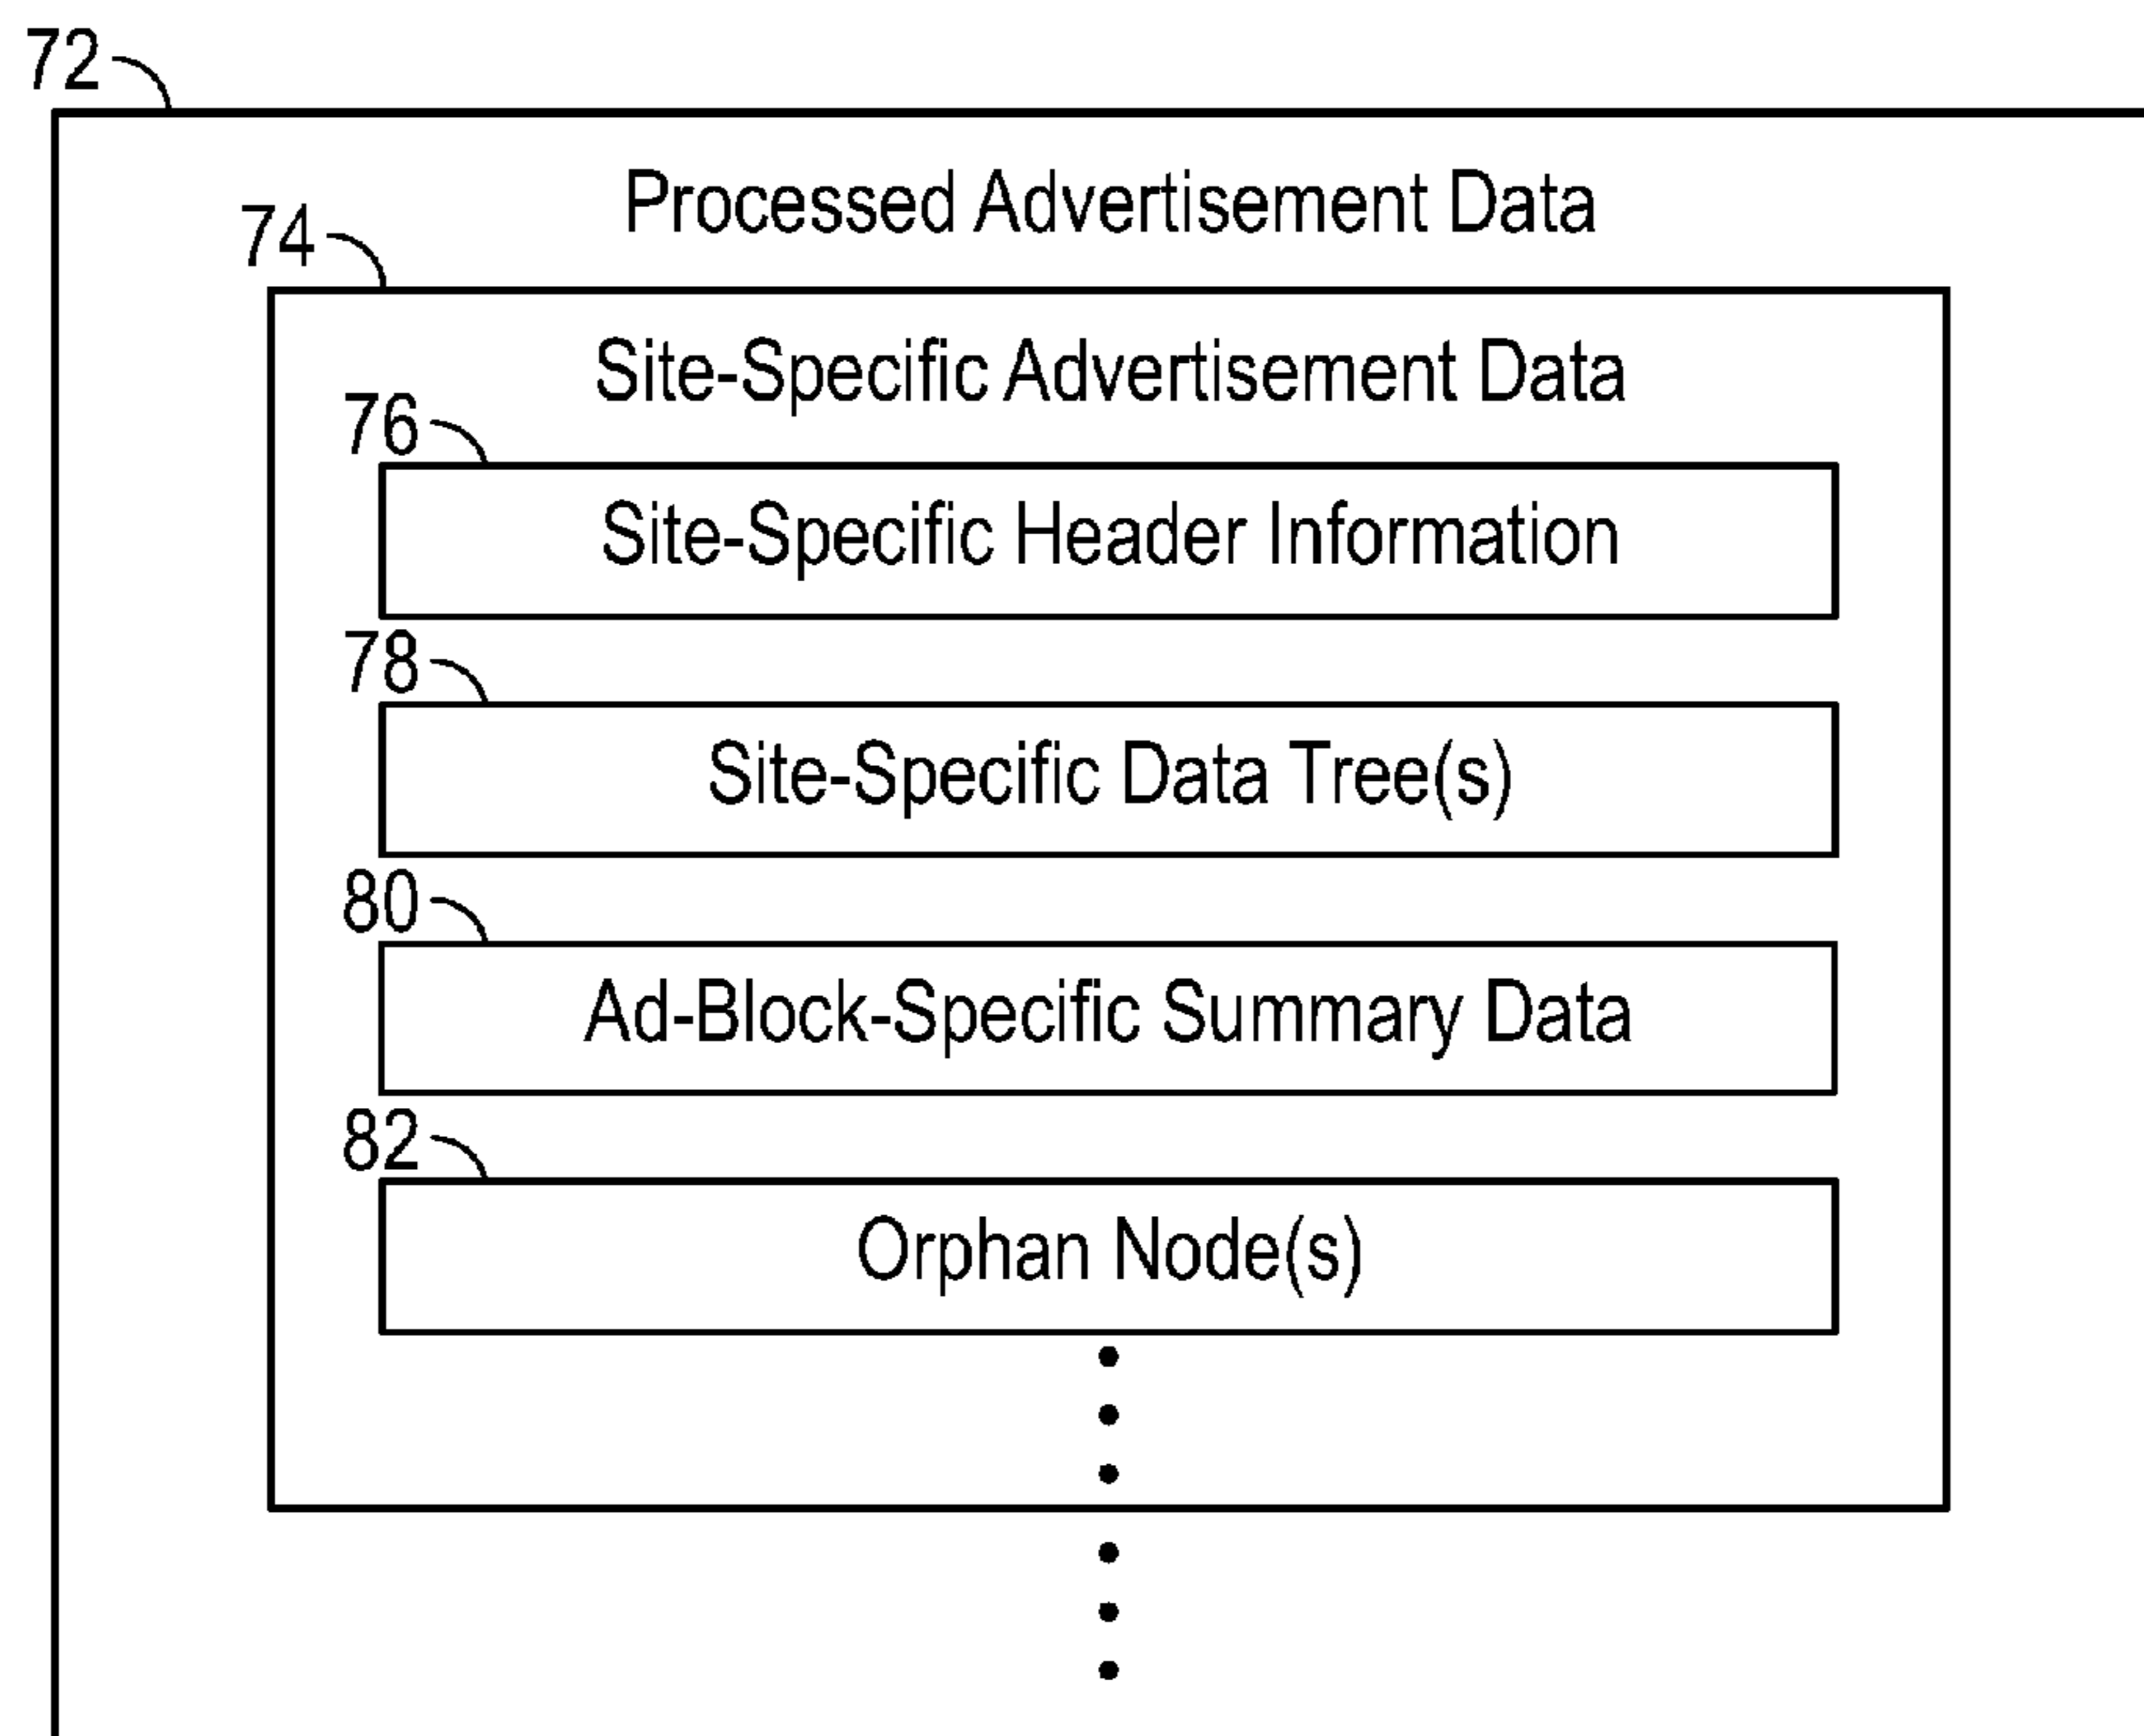 72
Processed Advertisement Data
74
Site-Specific Advertisement Data
76
Site-Specific Header Information
78
Site-Specific Data Tree(s)
80
Ad-Block-Specific Summary Data
82
Orphan Node(s)